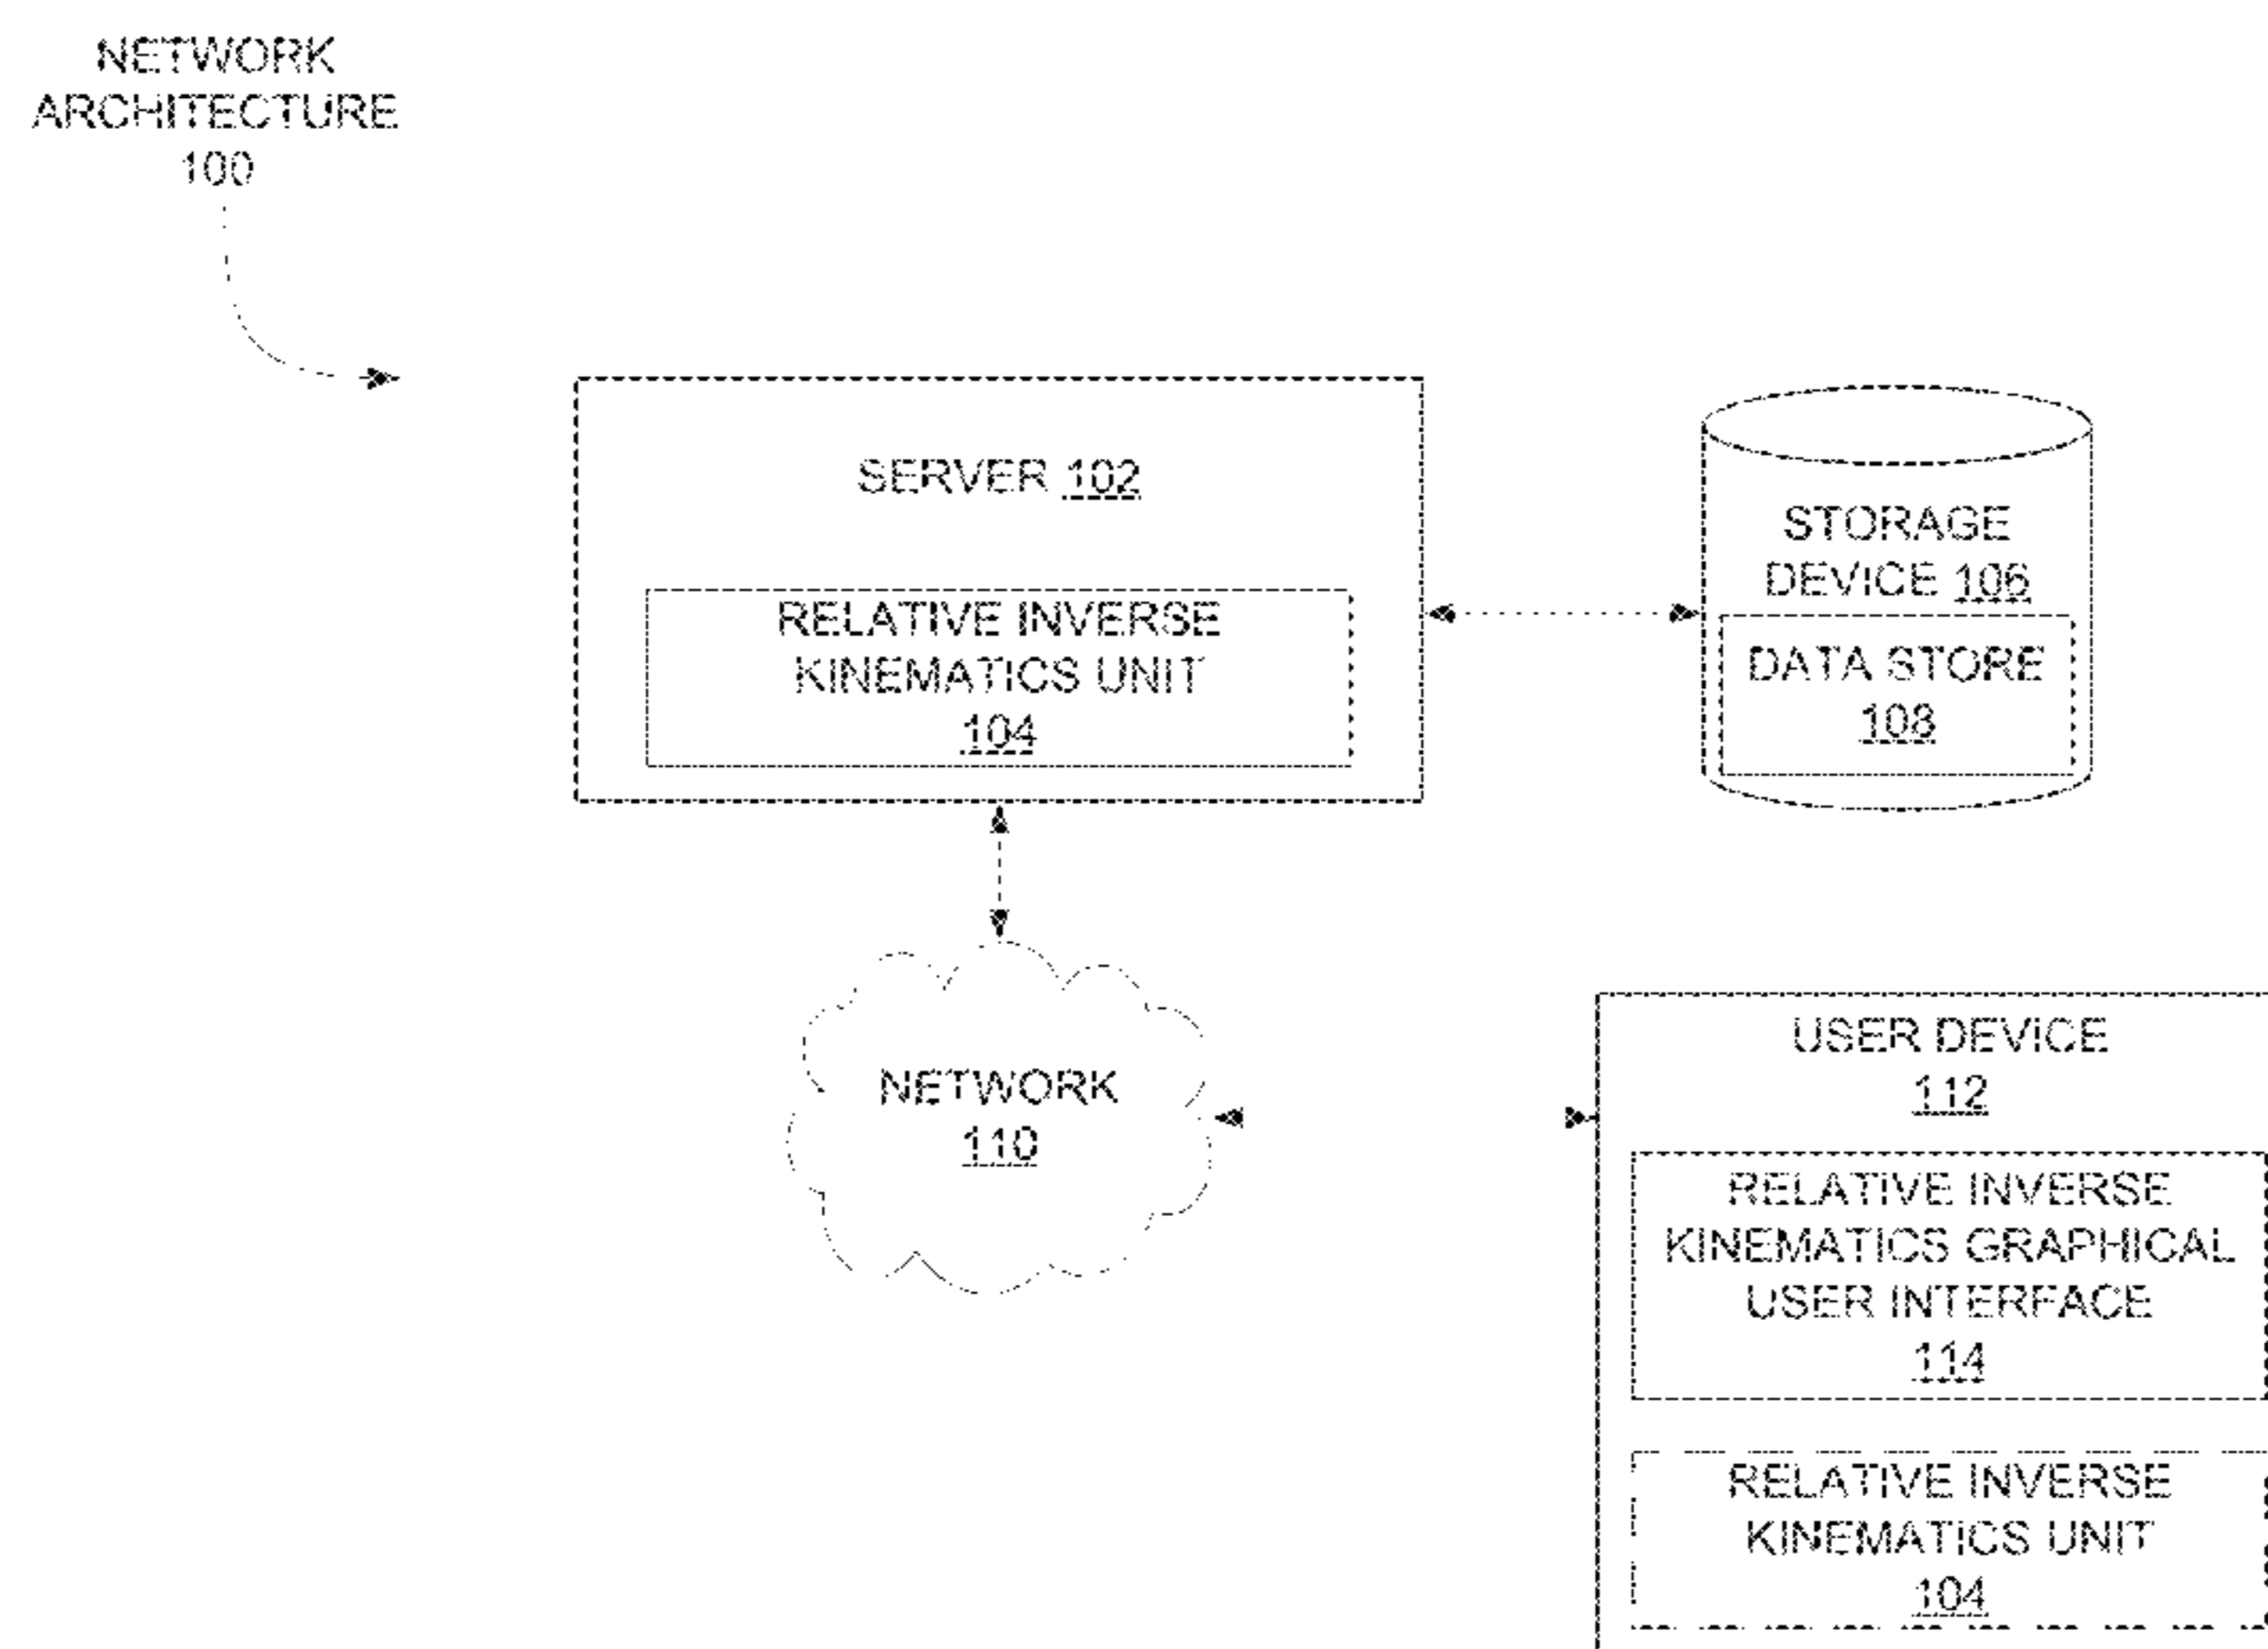 NETWORK
ARCHITECTURE
100
SERVER 102
RELATIVE INVERSE
KINEMATICS UNIT
104
STORAGE
DEVICE 106
DATA STORE
108
NETWORK
110
USER DEVICE
112
RELATIVE INVERSE
KINEMATICS GRAPHICAL
USER INTERFACE
114
RELATIVE INVERSE
KINEMATICS UNIT
104